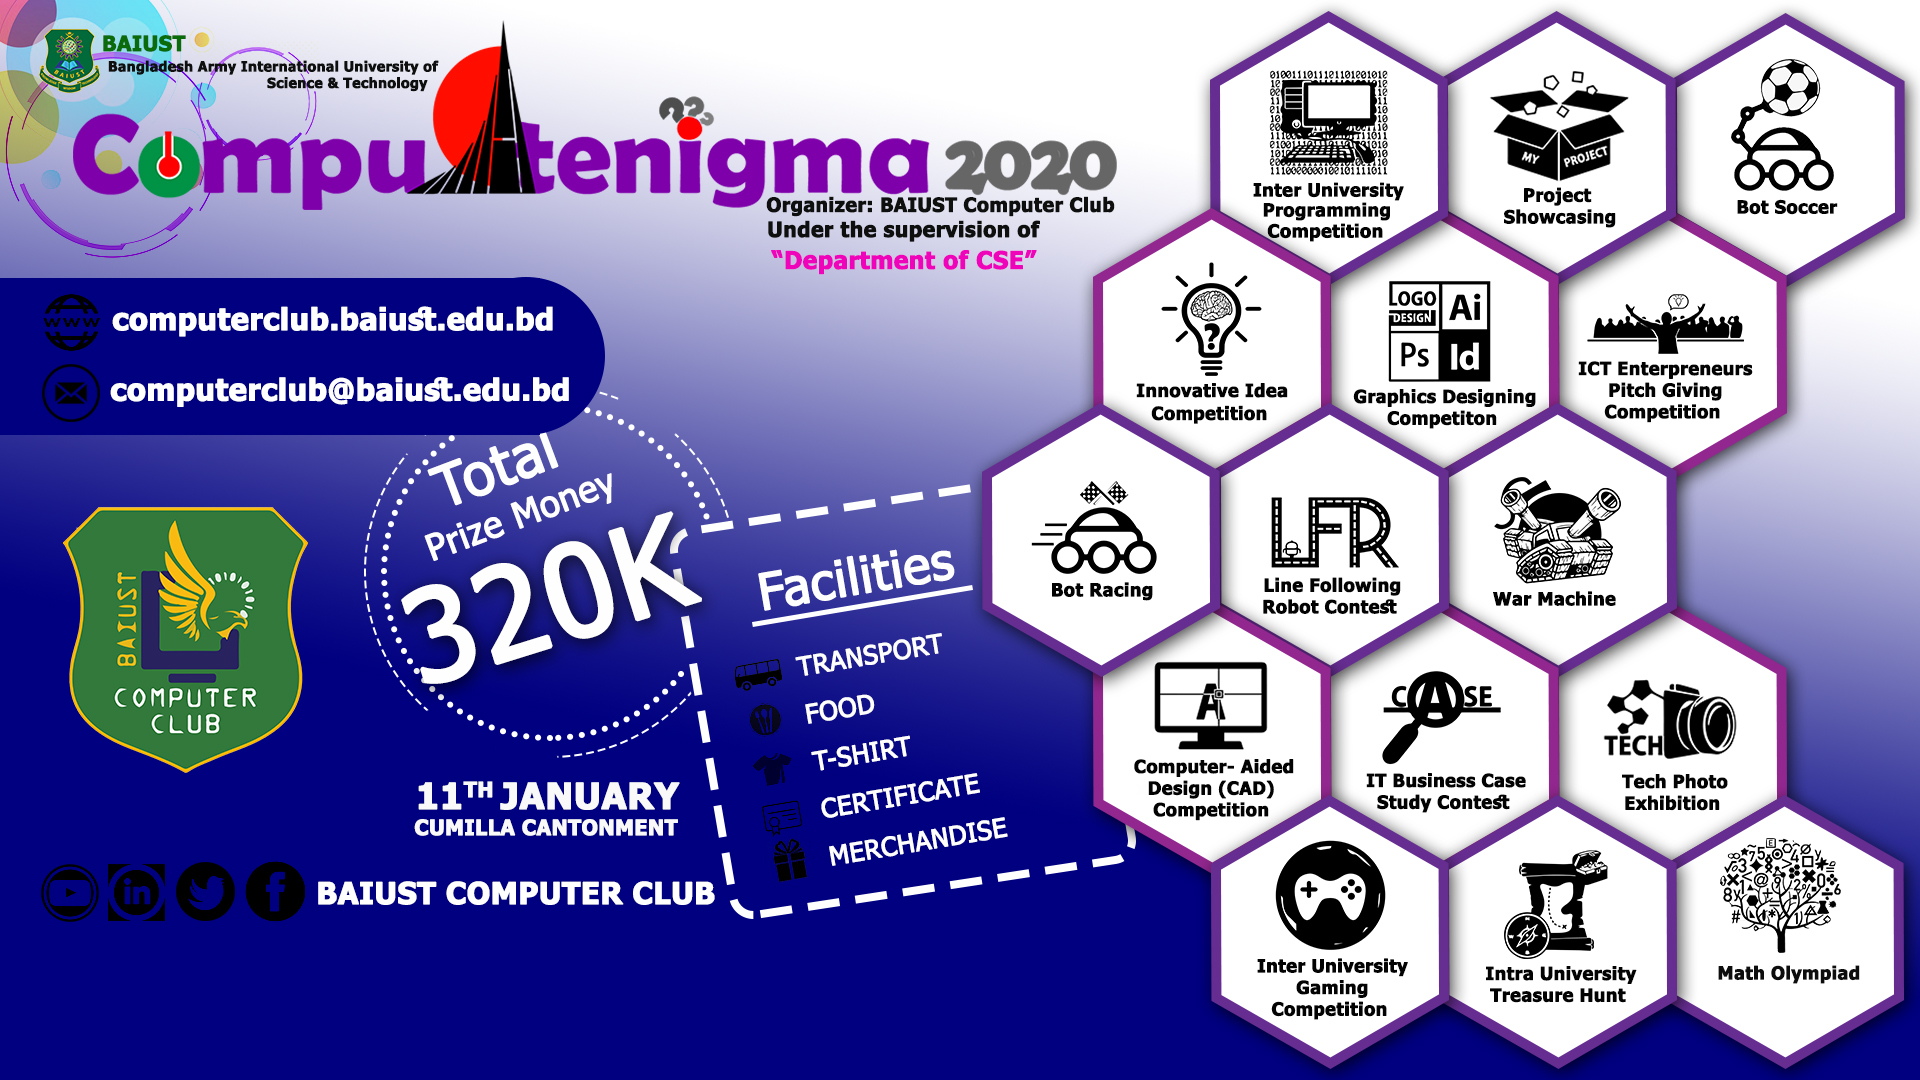 BAIUST
Bangladesh Army International University of
Science & Technology
Computenigma 2020
Organizer: BAIUST Computer Club
Under the supervision of
“Department of CSE”
www
computerclub.baiust.edu.bd
computerclub@baiust.edu.bd
Total
Prize Money
320K
BAIUST
COMPUTER
CLUB
11TH JANUARY
CUMILLA CANTONMENT
in
BAIUST COMPUTER CLUB
Facilities
TRANSPORT
FOOD
T-SHIRT
CERTIFICATE
MERCHANDISE
Inter University
Programming
Competition
MY PROJECT
Project
Showcasing
Bot Soccer
Innovative Idea
Competition
LOGO
DESIGN
Ai
Ps
Id
Graphics Designing
Competiton
ICT Enterpreneurs
Pitch Giving
Competition
Bot Racing
LFR
Line Following
Robot Contest
War Machine
A
Computer- Aided
Design (CAD)
Competition
CASE
IT Business Case
Study Contest
TECH
Tech Photo
Exhibition
Inter University
Gaming
Competition
Intra University
Treasure Hunt
Math Olympiad